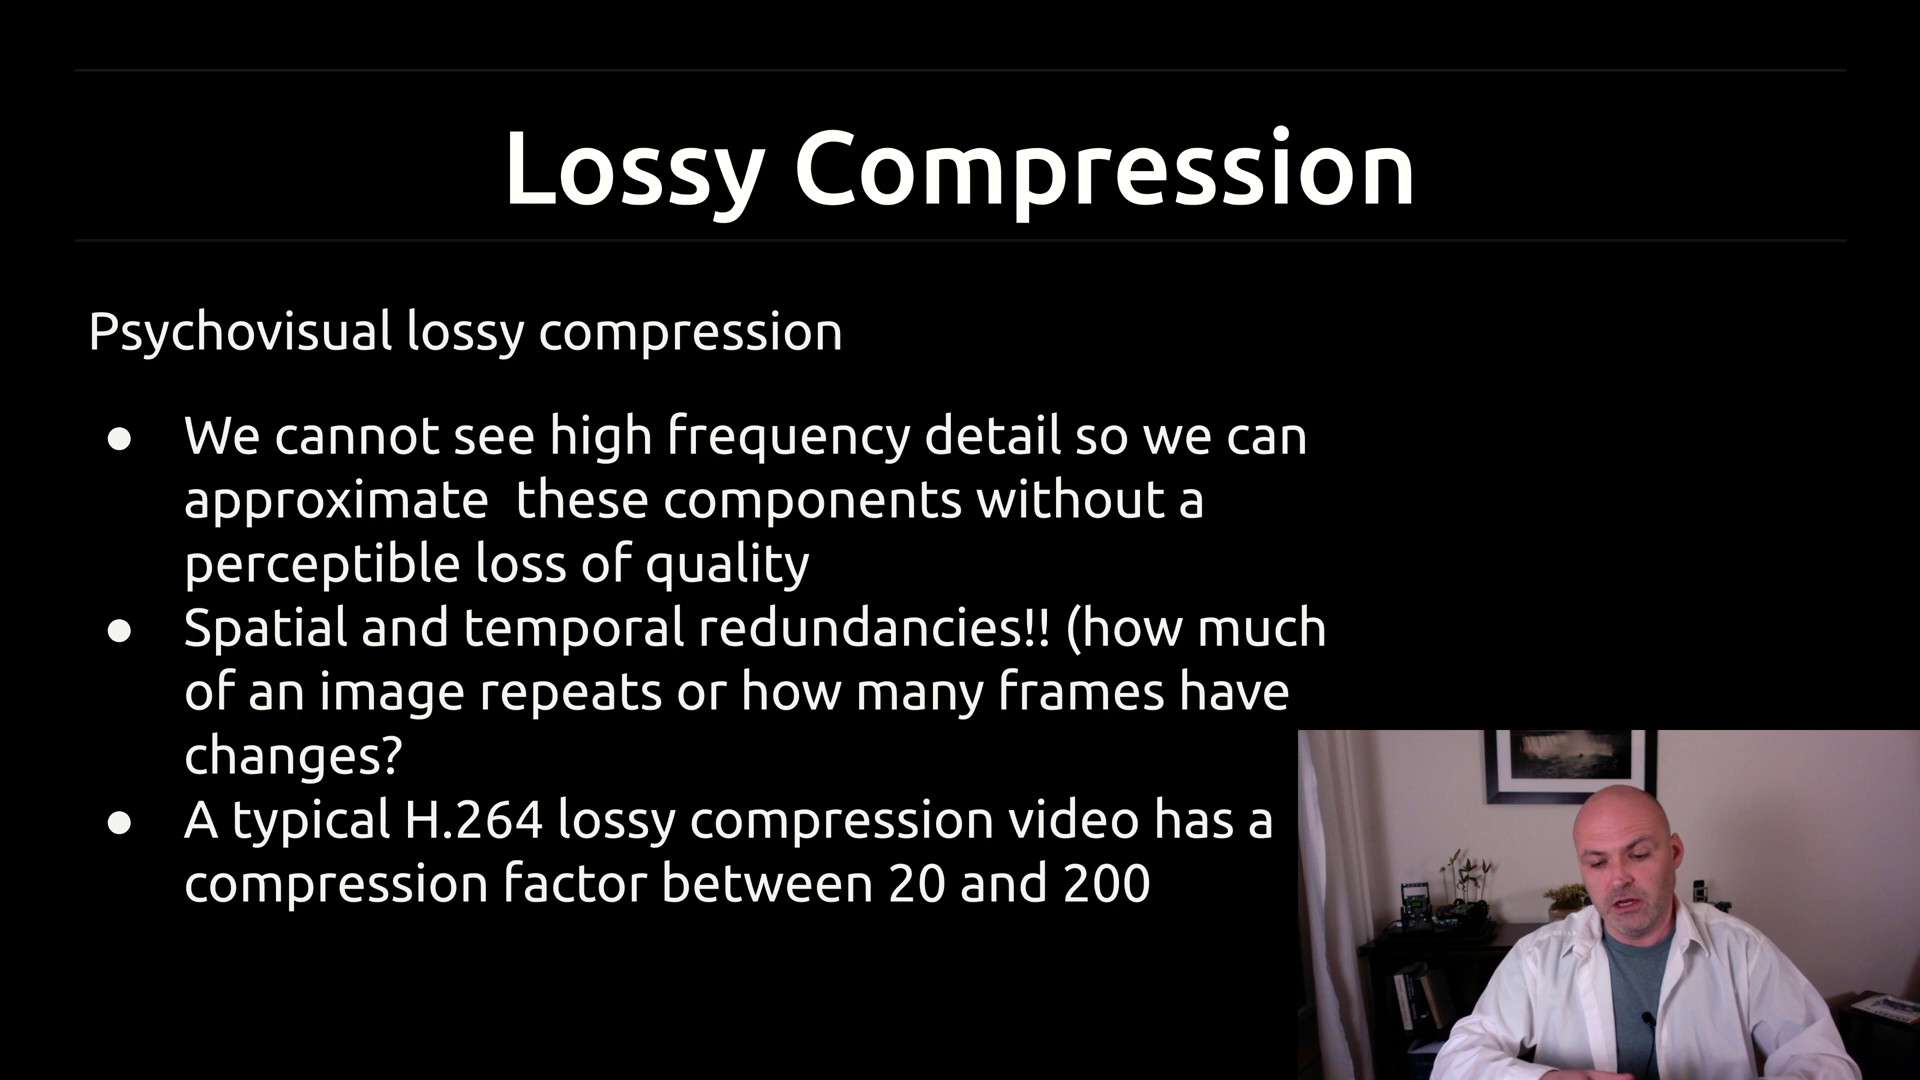 Lossy Compression
Psychovisual lossy compression
● We cannot see high frequency detail so we can
approximate  these components without a
perceptible loss of quality
● Spatial and temporal redundancies!! (how much
of an image repeats or how many frames have
changes?
● A typical H.264 lossy compression video has a
compression factor between 20 and 200